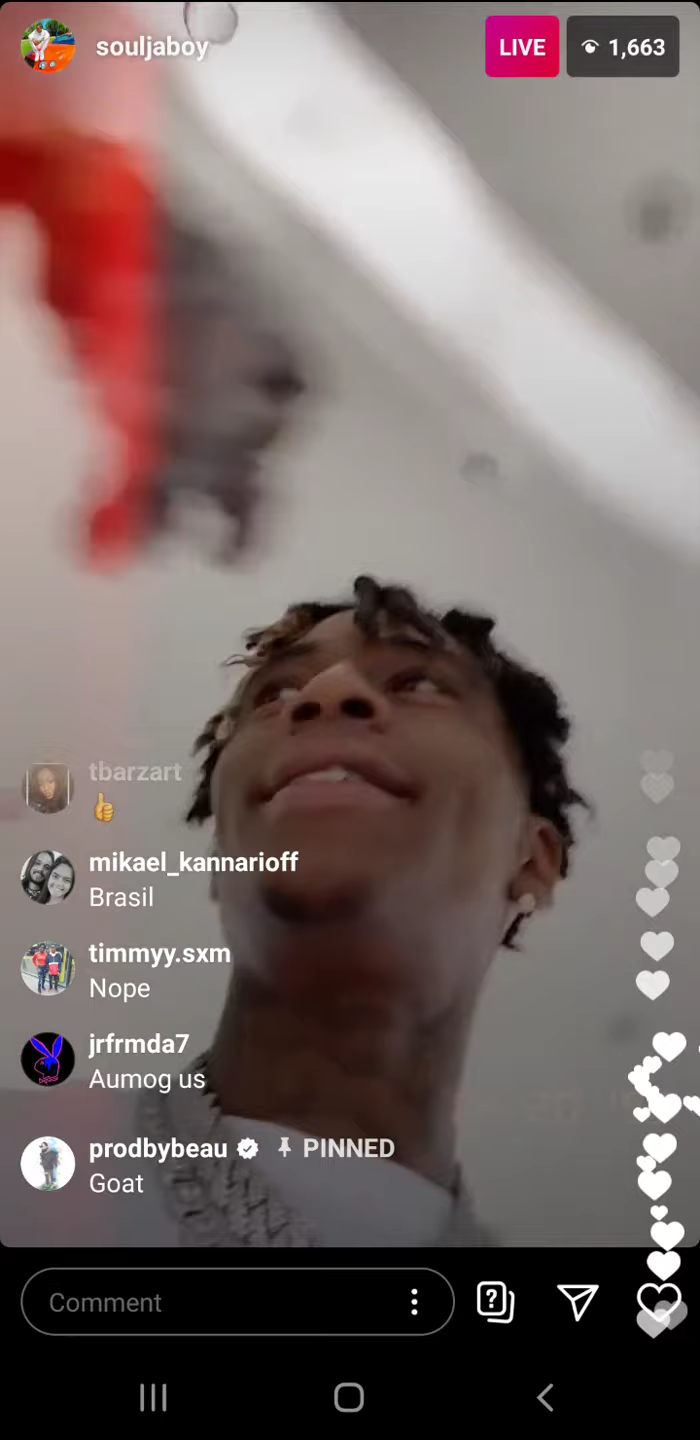 souljaboy
LIVE
1,663
tbarzart
👍
mikael_kannarioff
Brasil
timmyy.sxm
Nope
jrfrmda7
Aumog us
prodbybeau PINNED
Goat
Comment